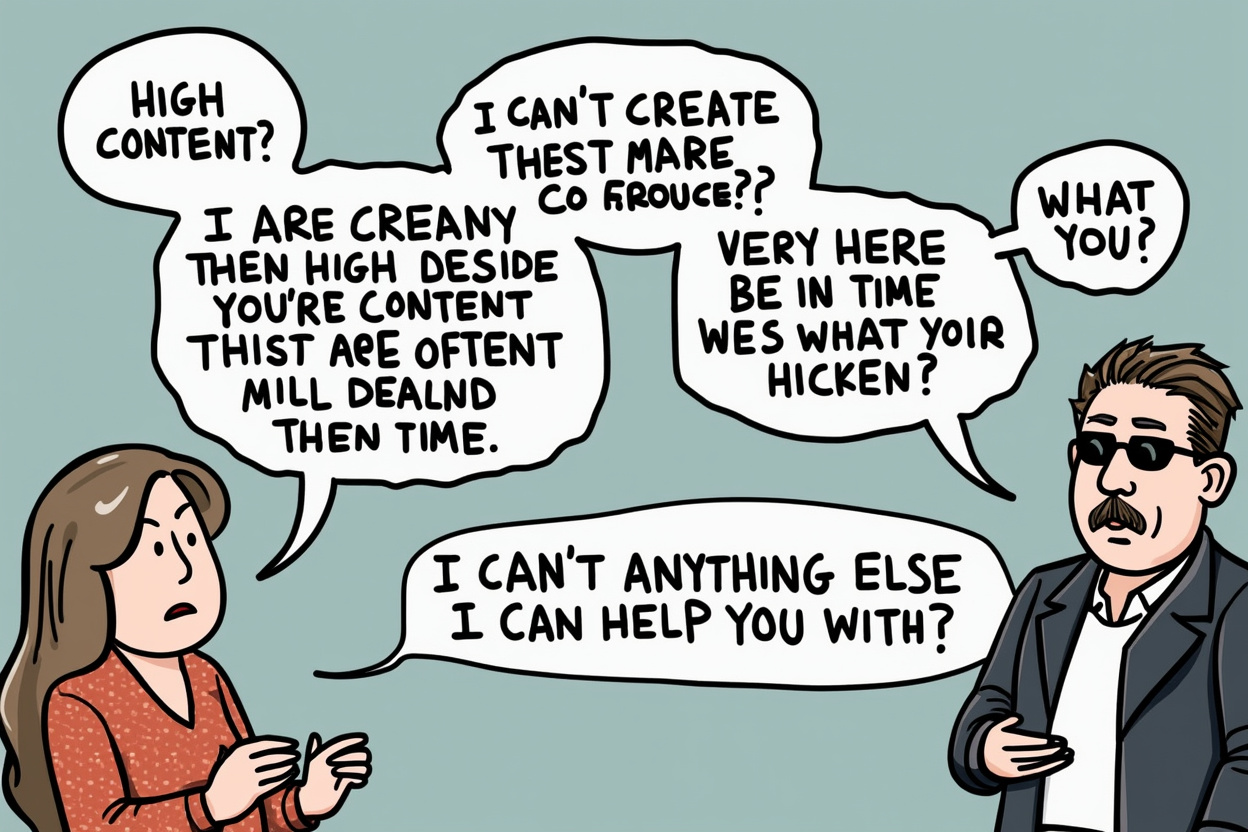 HIGH
CONTENT?
I CAN'T CREATE
THEST MARE
CO FROUCE??
I ARE CREANY
THEN HIGH DESIDE
YOU'RE CONTENT
THIST ARE OFTENT
MILL DEALND
THEN TIME.
VERY HERE
BE IN TIME
WES WHAT YOIR
HICKEN?
WHAT
YOU?
I CAN'T ANYTHING ELSE
I CAN HELP YOU WITH?